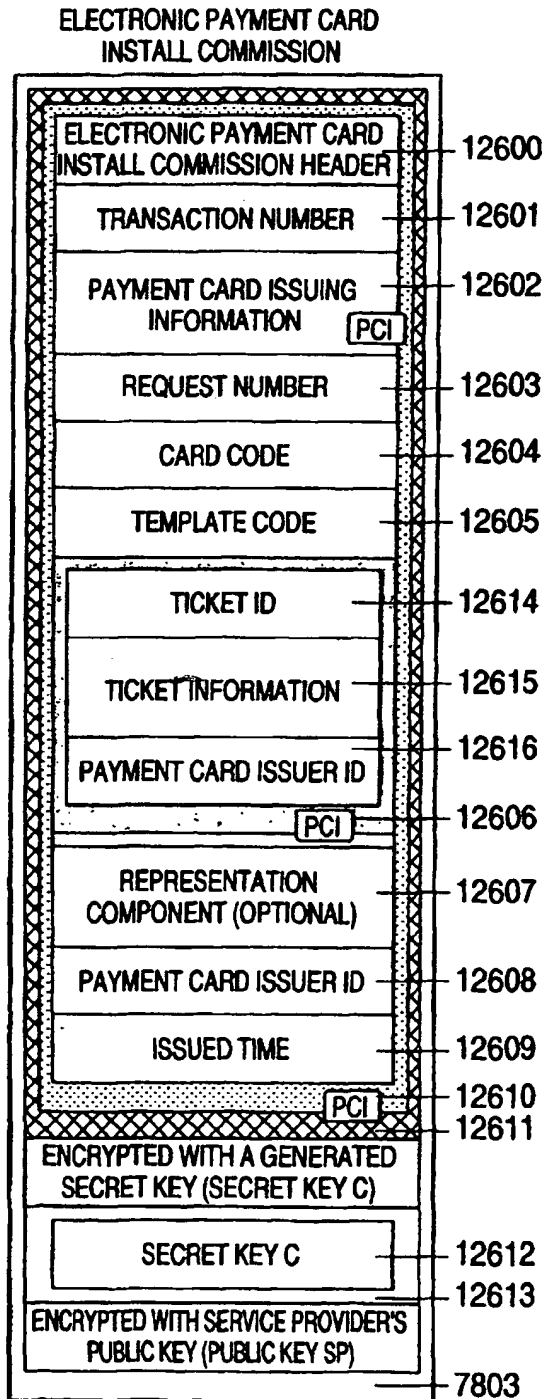 ELECTRONIC PAYMENT CARD
INSTALL COMMISSION
ELECTRONIC PAYMENT CARD
INSTALL COMMISSION HEADER
12600
TRANSACTION NUMBER
12601
PAYMENT CARD ISSUING
INFORMATION
PCI
12602
REQUEST NUMBER
12603
CARD CODE
12604
TEMPLATE CODE
12605
TICKET ID
12614
TICKET INFORMATION
12615
12616
PAYMENT CARD ISSUER ID
PCI
12606
REPRESENTATION
COMPONENT (OPTIONAL)
12607
PAYMENT CARD ISSUER ID
12608
ISSUED TIME
12609
PCI
12610
12611
ENCRYPTED WITH A GENERATED
SECRET KEY (SECRET KEY C)
SECRET KEY C
12612
12613
ENCRYPTED WITH SERVICE PROVIDER'S
PUBLIC KEY (PUBLIC KEY SP)
7803